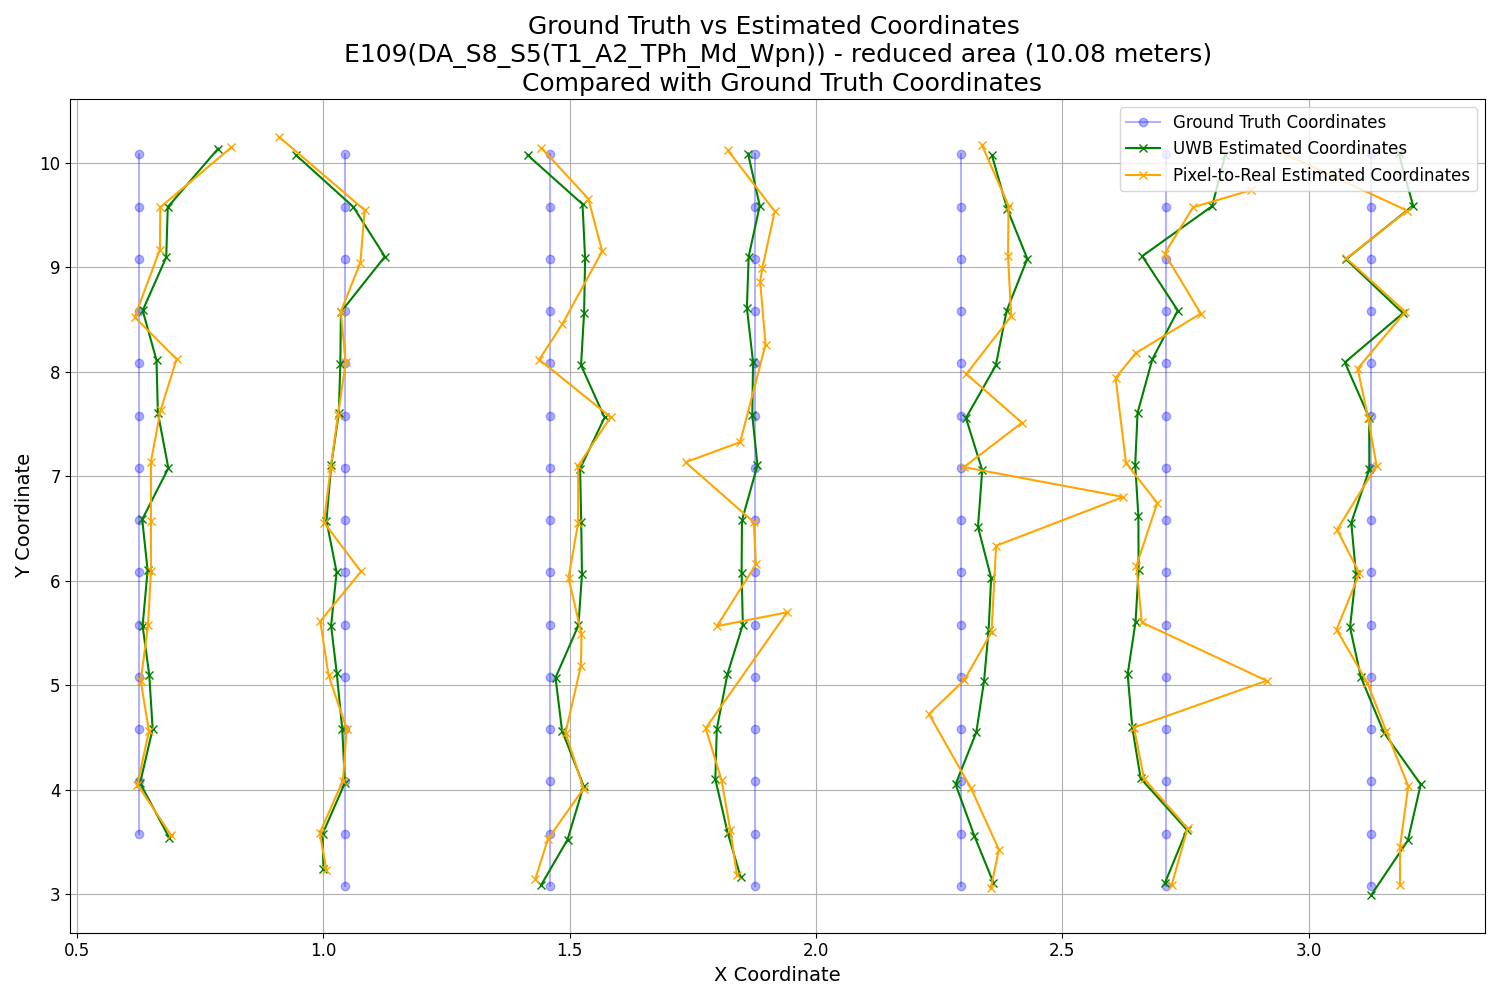 Ground Truth vs Estimated Coordinates
E109(DA_S8_S5(T1_A2_TPh_Md_Wpn)) - reduced area (10.08 meters)
Compared with Ground Truth Coordinates
Ground Truth Coordinates
UWB Estimated Coordinates
Pixel-to-Real Estimated Coordinates
Y Coordinate
10
9
8
7
6
5
4
3
0.5 1.0 1.5 2.0 2.5 3.0
X Coordinate